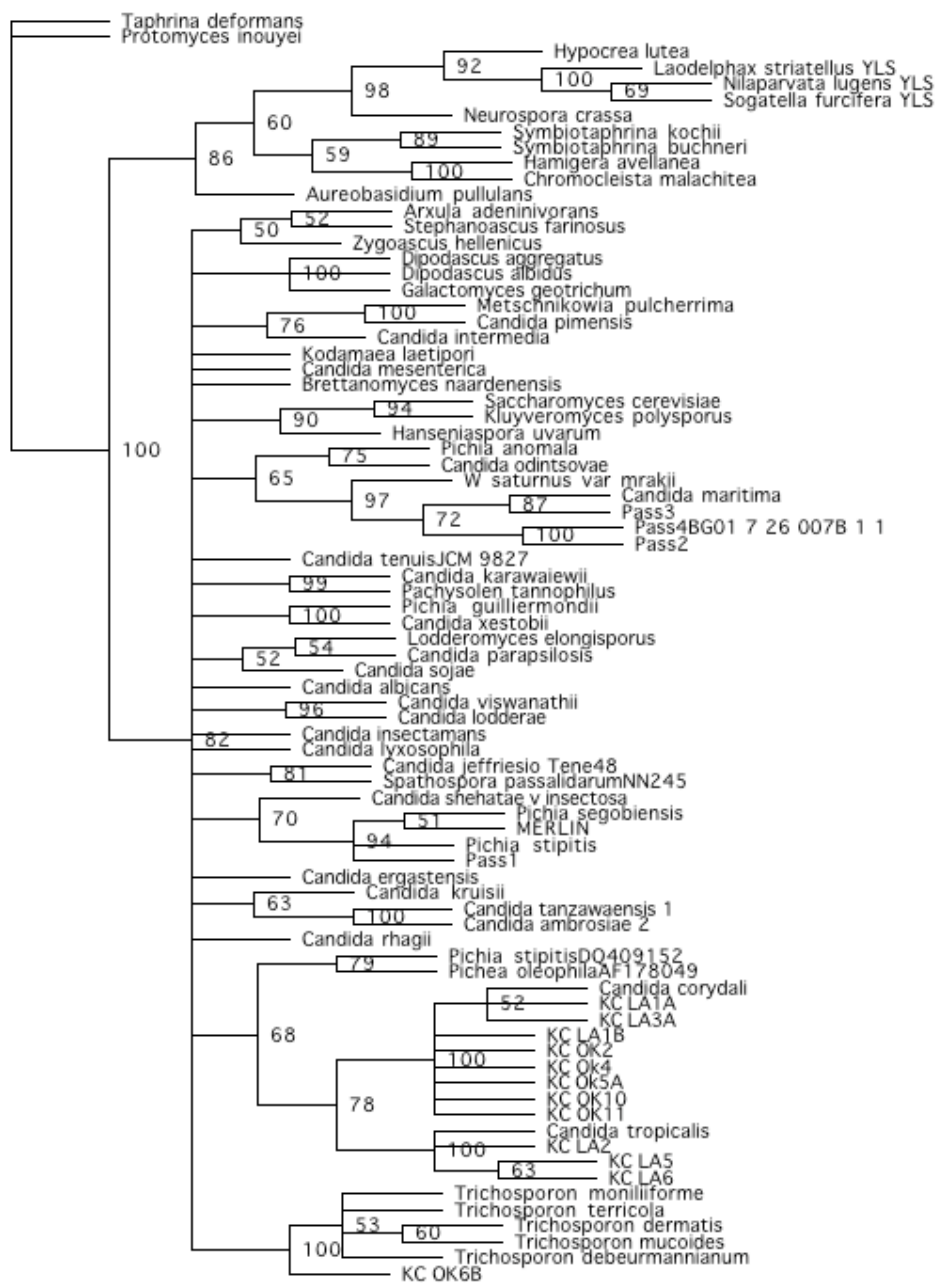 Taphrina deformans
Protomyces inouyei
Hypocrea lutea
92
Laodelphax striatellus YLS
100
Nilaparvata lugens YLS
98
69
Sogatella furcifera YLS
Neurospora crassa
60
Symbiotaphrina kochii
89
Symbiotaphrina buchneri
59
86
Hamigera avellanea
100
Chromocleista malachitea
Aureobasidium pullulans
Arxula adeninivorans
52
Stephanoascus farinosus
50
Zygoascus hellenicus
Dipodascus aggregatus
100
Dipodascus albidus
Galactomyces geotrichum
Metschnikowia pulcherrima
100
Candida pimensis
76
Candida intermedia
Kodamaea laetipori
Candida mesenterica
Brettanomyces naardenensis
Saccharomyces cerevisiae
94
Kluyveromyces polysporus
90
Hanseniaspora uvarum
100
Pichia anomala
75
Candida odintsovae
65
W saturnus var mrakii
97
Candida maritima
87
Pass3
72
Pass4BG01 7 26 007B 1 1
100
Pass2
Candida tenuisJCM 9827
Candida karawaiewii
99
Pachysolen tannophilus
Pichia guilliermondii
100
Candida xestobii
Lodderomyces elongisporus
54
Candida parapsilosis
52
Candida sojae
Candida albicans
Candida viswanathii
96
Candida lodderae
82
Candida insectamans
Candida lyxosophila
Candida jeffriesio Tene48
81
Spathospora passalidarumNN245
Candida shehatae v insectosa
70
Pichia segobiensis
51
MERLIN
94
Pichia stipitis
Pass1
Candida ergastensis
Candida kruisii
63
Candida tanzawaensis 1
100
Candida ambrosiae 2
Candida rhagii
Pichia stipitisDQ409152
79
Pichea oleophilaAF178049
Candida corydali
52
KC LA1A
KC LA3A
68
KC LA1B
KC OK2
100
KC Ok4
KC Ok5A
78
KC OK10
KC OK11
Candida tropicalis
100
KC LA2
KC LA5
63
KC LA6
Trichosporon moniliiforme
Trichosporon terricola
53
Trichosporon dermatis
60
Trichosporon mucoides
100
Trichosporon debeurmannianum
KC OK6B